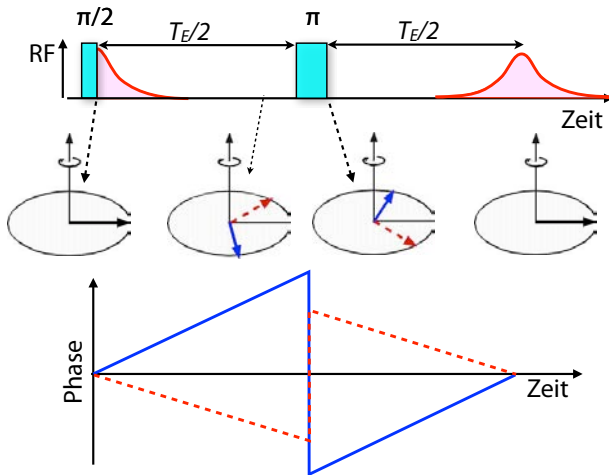 π/2
π
T_E/2
T_E/2
RF
Zeit
Phase
Zeit